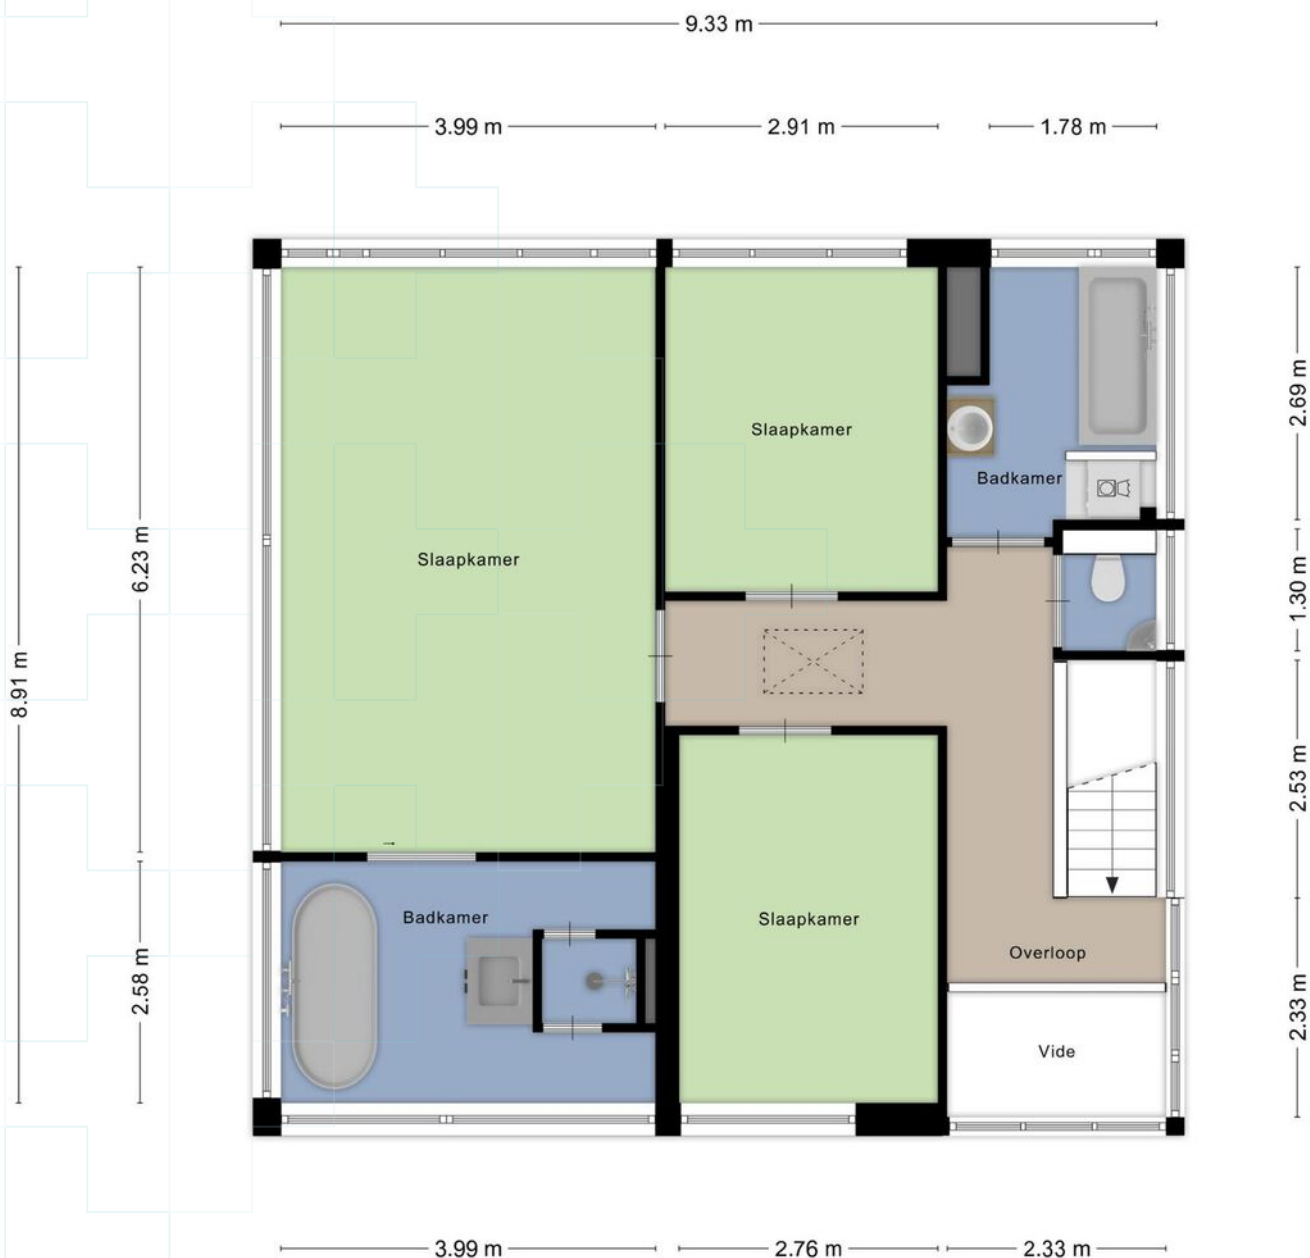 9.33 m
3.99 m
2.91 m
1.78 m
8.91 m
6.23 m
2.58 m
Slaapkamer
Slaapkamer
Badkamer
Slaapkamer
Badkamer
Overloop
Vide
2.69 m
1.30 m
2.53 m
2.33 m
3.99 m
2.76 m
2.33 m